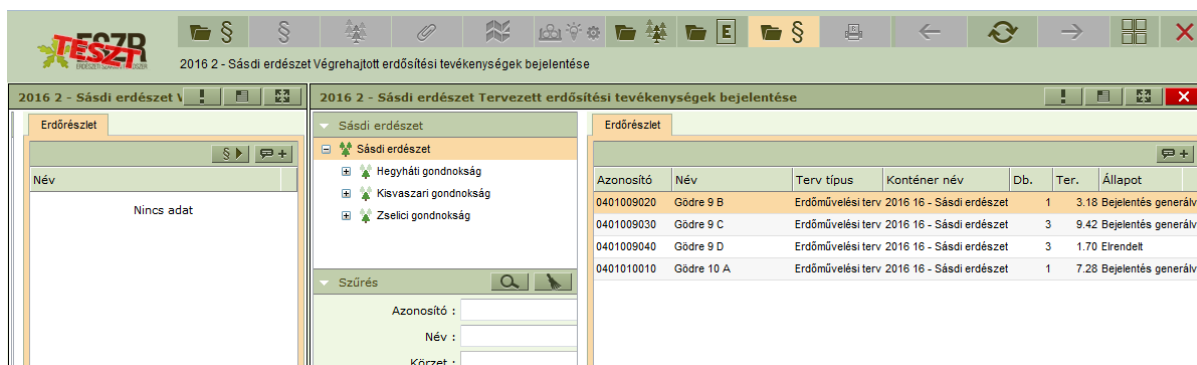 TESZR
TESZT
2016 2 - Sásdi erdészet Végrehajtott erdősítési tevékenységek bejelentése
2016 2 - Sásdi erdészet V
2016 2 - Sásdi erdészet Tervezett erdősítési tevékenységek bejelentése
Erdőrészlet
Név
Nincs adat
Sásdi erdészet
Sásdi erdészet
Hegyháti gondnokság
Kisvaszari gondnokság
Zselici gondnokság
Szűrés
Azonosító :
Név :
Körzet :
Erdőrészlet
Azonosító Név Terv típus Konténer név Db. Ter. Állapot
0401009020 Gödre 9 B Erdőművelési terv 2016 16 - Sásdi erdészet 1 3.18 Bejelentés generálv
0401009030 Gödre 9 C Erdőművelési terv 2016 16 - Sásdi erdészet 3 9.42 Bejelentés generálv
0401009040 Gödre 9 D Erdőművelési terv 2016 16 - Sásdi erdészet 3 1.70 Elrendelt
0401010010 Gödre 10 A Erdőművelési terv 2016 16 - Sásdi erdészet 1 7.28 Bejelentés generálv